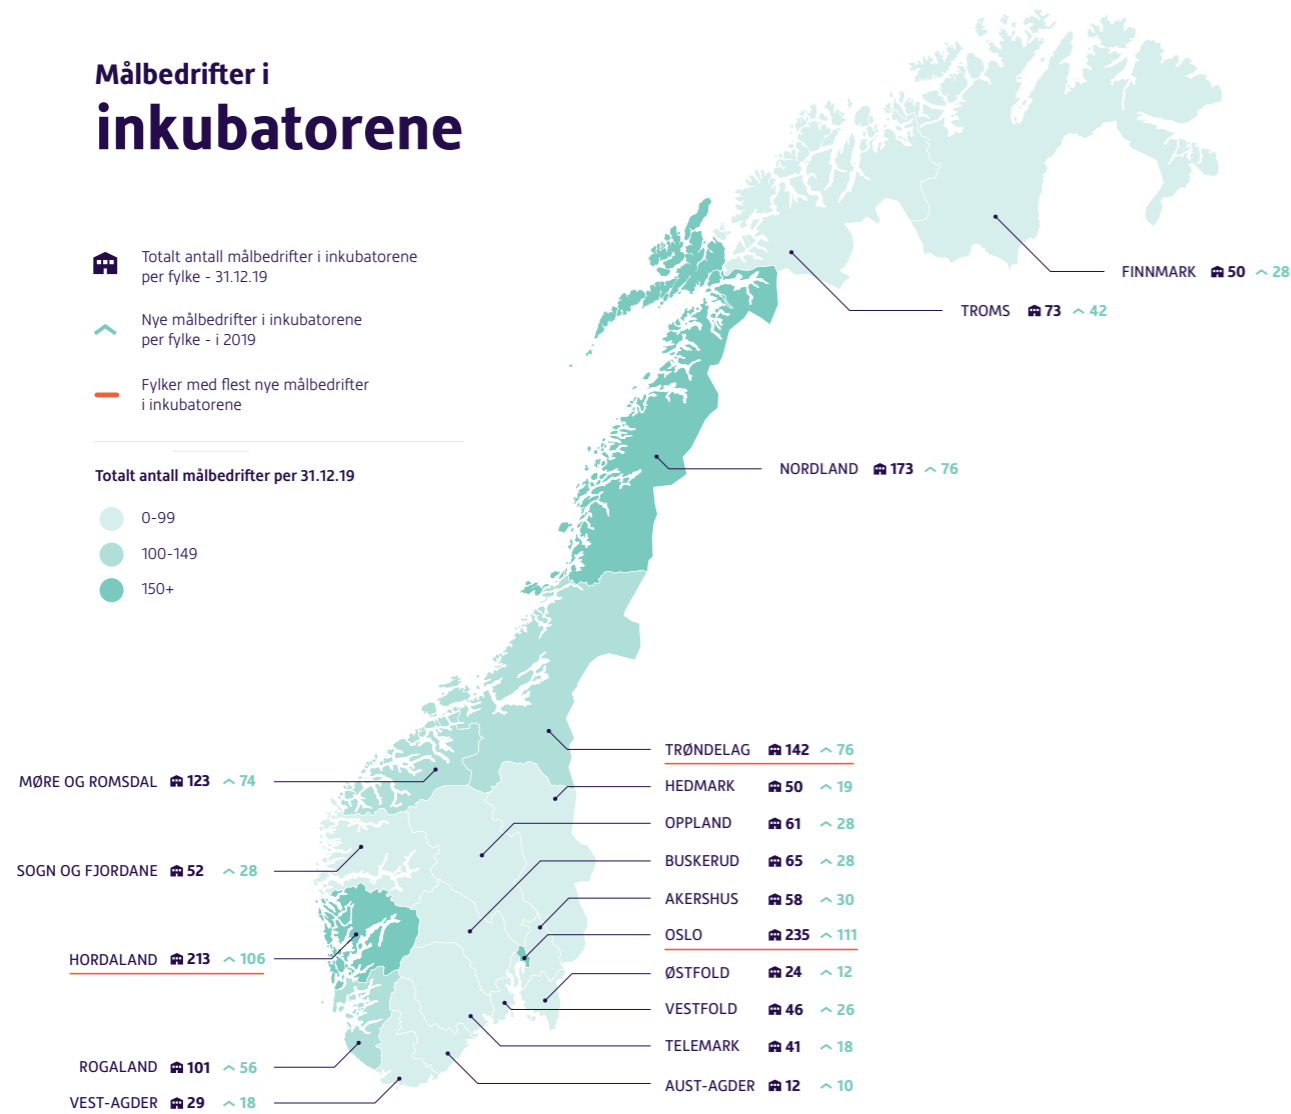 Målbedrifter i
inkubatorene
Totalt antall målbedrifter i inkubatorene
per fylke - 31.12.19
Nye målbedrifter i inkubatorene
per fylke - i 2019
Fylker med flest nye målbedrifter
i inkubatorene
Totalt antall målbedrifter per 31.12.19
0-99
100-149
150+
FINNMARK 50 28
TROMS 73 42
NORDLAND 173 76
TRØNDELAG 142 76
HEDMARK 50 19
OPPLAND 61 28
BUSKERUD 65 28
AKERSHUS 58 30
OSLO 235 111
ØSTFOLD 24 12
VESTFOLD 46 26
TELEMARK 41 18
AUST-AGDER 12 10
MØRE OG ROMSDAL 123 74
SOGN OG FJORDANE 52 28
HORDALAND 213 106
ROGALAND 101 56
VEST-AGDER 29 18